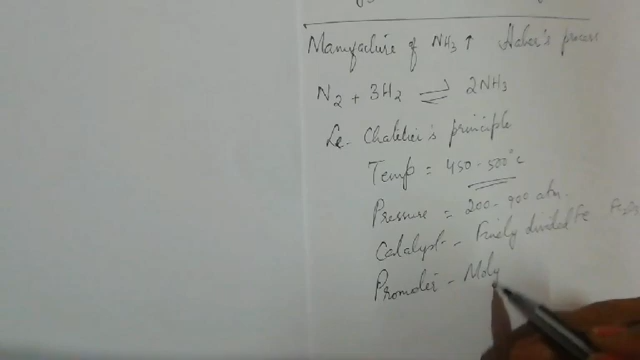 Manufacture of NH3 ↑ Haber's process
N2 + 3H2 ⇌ 2NH3
Le- Chatelier's principle
Temp = 450-500°C
Pressure = 200-900 atm.
Catalyst - Finely divided Fe
Promoter - Moly